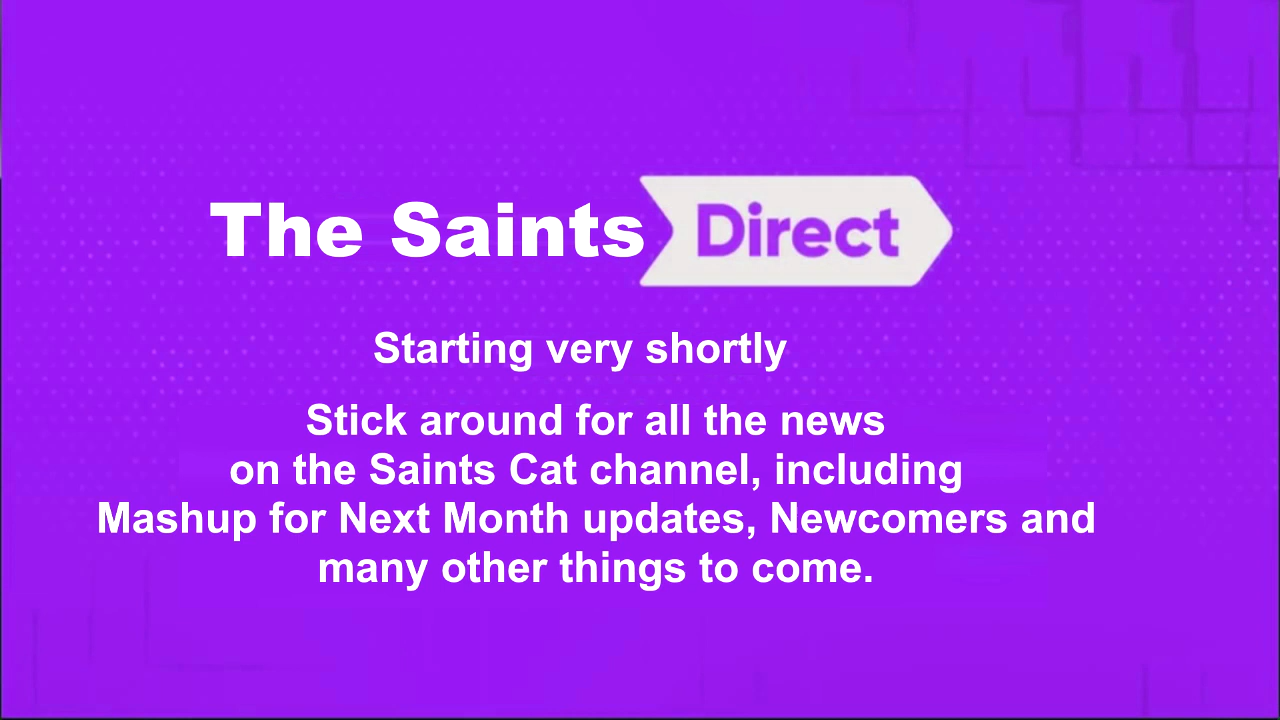 The Saints Direct
Starting very shortly
Stick around for all the news
on the Saints Cat channel, including
Mashup for Next Month updates, Newcomers and
many other things to come.